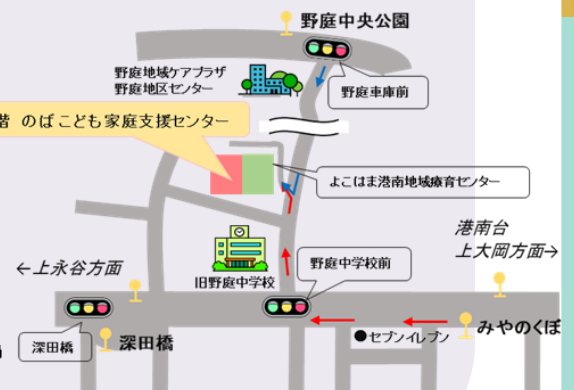 野庭中央公園
野庭地域ケアプラザ
野庭地区センター
野庭車庫前
階 のばこども家庭支援センター
よこはま港南地域療育センター
港南台
上大岡方面→
←上永谷方面
旧野庭中学校
野庭中学校前
みやのくぼ
●セブンイレブン
深田橋
深田橋